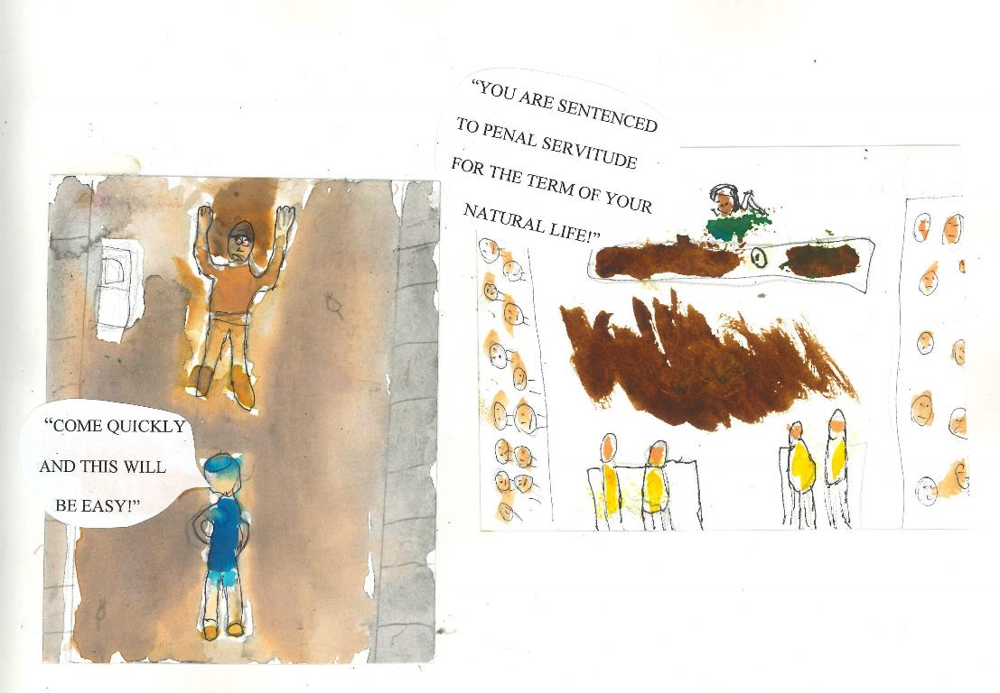 “COME QUICKLY
AND THIS WILL
BE EASY!”
“YOU ARE SENTENCED
TO PENAL SERVITUDE
FOR THE TERM OF YOUR
NATURAL LIFE!”